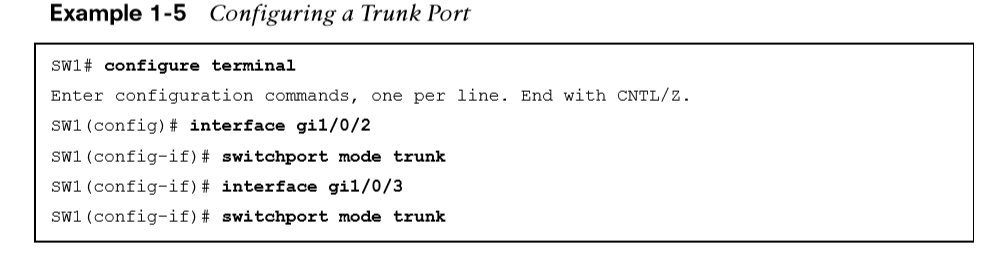 Example 1-5 Configuring a Trunk Port
SW1# configure terminal
Enter configuration commands, one per line. End with CNTL/Z.
SW1(config)# interface gi1/0/2
SW1(config-if)# switchport mode trunk
SW1(config-if)# interface gi1/0/3
SW1(config-if)# switchport mode trunk